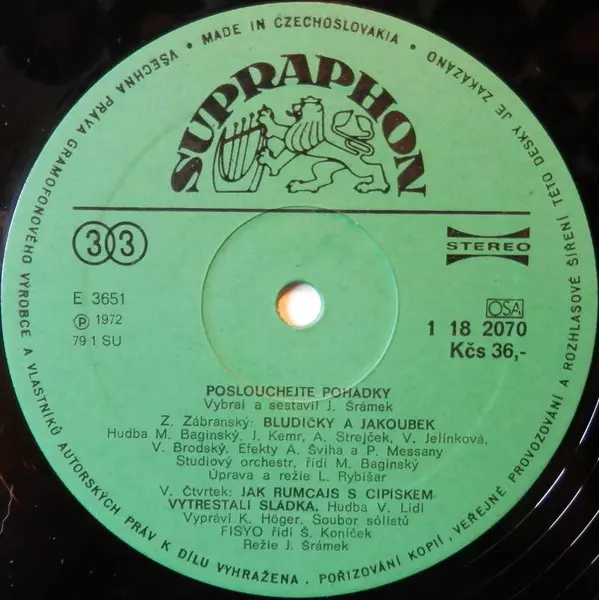 VŠECHNA PRÁVA GRAMOFONOVÉHO VÝROBCE A VLASTNÍKŮ AUTORSKÝCH PRÁV K DÍLU VYHRAŽENA. POŘIZOVÁNÍ KOPIÍ, VEŘEJNÉ PROVOZOVÁNÍ A ROZHLASOVÉ ŠÍŘENÍ TÉTO DESKY JE ZAKÁZÁNO
• MADE IN CZECHOSLOVAKIA •
SUPRAPHON
33
STEREO
E 3651
Ⓟ 1972
79 1 SU
OSA
1 18 2070
Kčs 36,-
POSLOUCHEJTE POHÁDKY
Vybral a sestavil J. Šrámek
Z. Zábranský: BLUDIČKY A JAKOUBEK
Hudba M. Baginský, J. Kemr, A. Strejček, V. Jelínková,
V. Brodský. Efekty A. Šviha a P. Messany
Studiový orchestr, řídí M. Baginský
Úprava a režie L. Rybišar
V. Čtvrtek: JAK RUMCAJS S CIPÍSKEM
VYTRESTALI SLÁDKA. Hudba V. Lídl
Vypráví K. Höger. Soubor sólistů
FISYO řídí Š. Koníček
Režie J. Šrámek